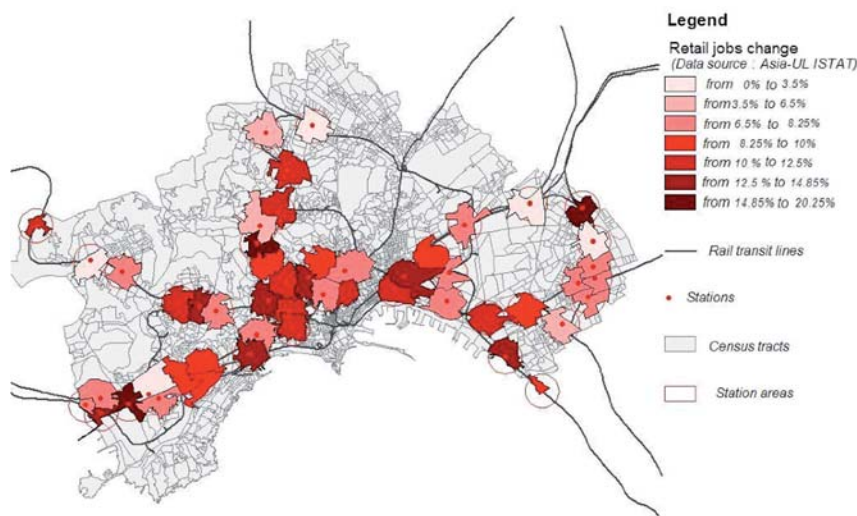 Legend
Retail jobs change
(Data source : Asia-UL ISTAT)
from 0% to 3.5%
from 3.5% to 6.5%
from 6.5% to 8.25%
from 8.25% to 10%
from 10.% to 12.5%
from 12.5 % to 14.85%
from 14.85% to 20.25%
Rail transit lines
Stations
Census tracts
Station areas